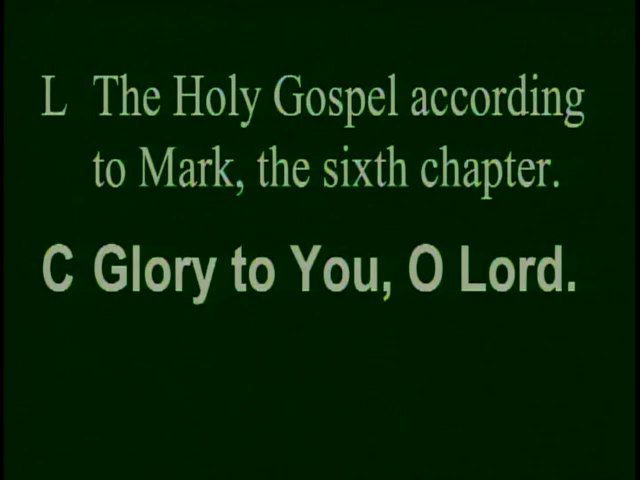 L The Holy Gospel according
to Mark, the sixth chapter.
C Glory to You, O Lord.